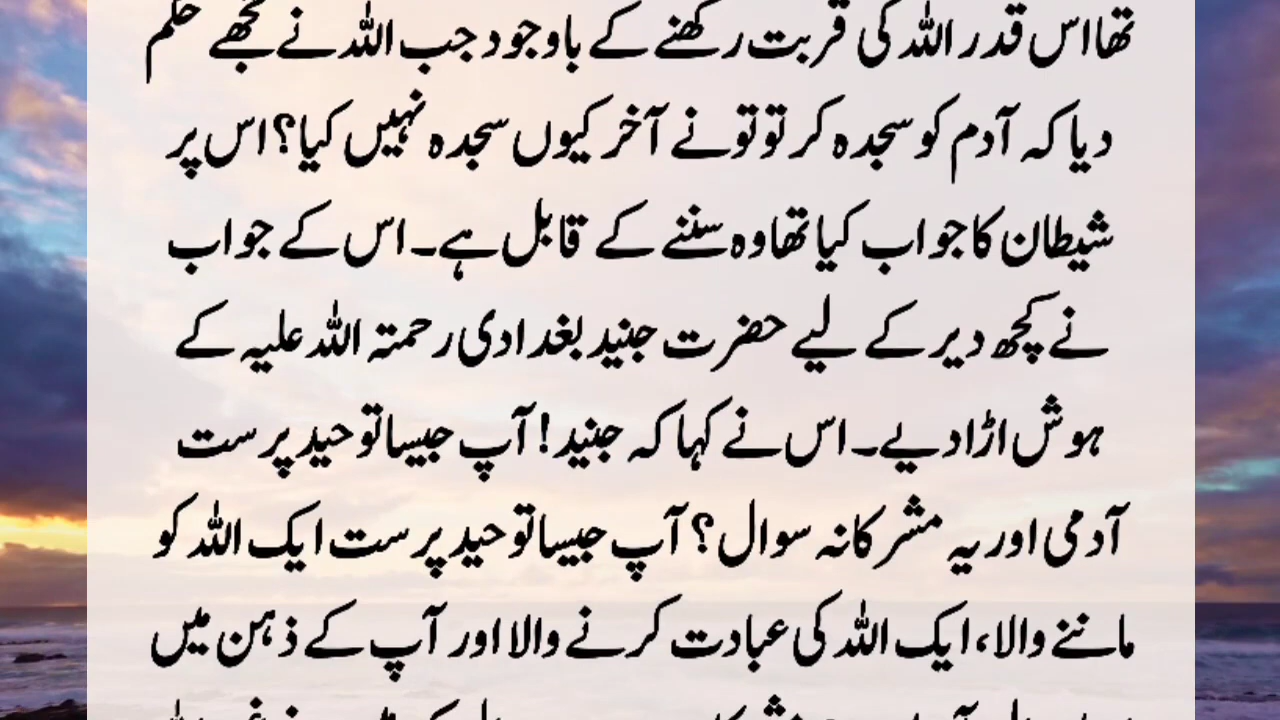 تھا اس قدر اللہ کی قربت رکھنے کے باوجود جب اللہ نے تجھے حکم
دیا کہ آدم کو سجدہ کر تو تو نے آخر کیوں سجدہ نہیں کیا؟ اس پر
شیطان کا جواب کیا تھا وہ سننے کے قابل ہے۔ اس کے جواب
نے کچھ دیر کے لیے حضرت جنید بغدادی رحمتہ اللہ علیہ کے
ہوش اڑا دیے۔ اس نے کہا کہ جنید! آپ جیسا توحید پرست
آدمی اور یہ مشرکانہ سوال؟ آپ جیسا توحید پرست ایک اللہ کو
ماننے والا، ایک اللہ کی عبادت کرنے والا اور آپ کے ذہن میں